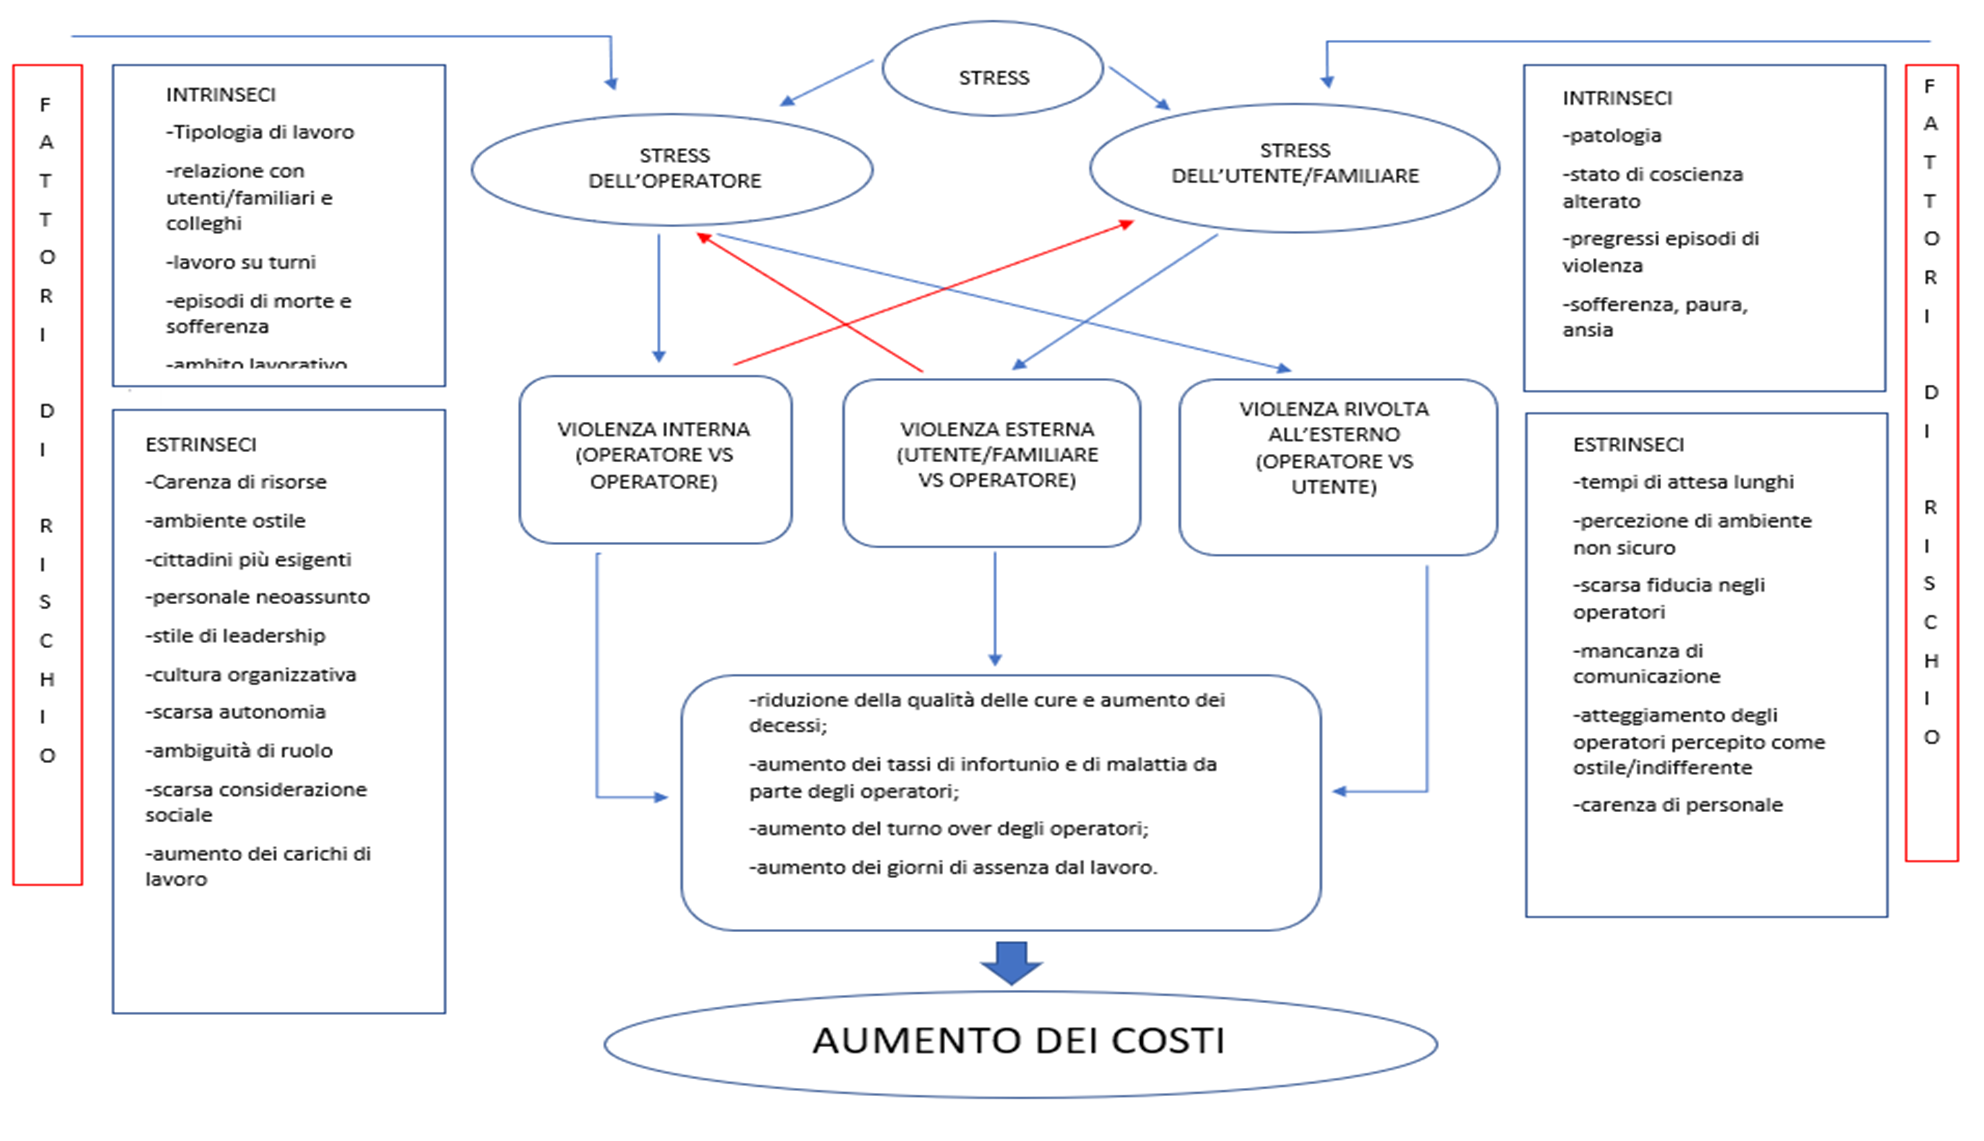 STRESS
STRESS
DELL’OPERATORE
STRESS
DELL’UTENTE/FAMILIARE
FATTORI DI RISCHIO
INTRINSECI
-Tipologia di lavoro
-relazione con
utenti/familiari e
colleghi
-lavoro su turni
-episodi di morte e
sofferenza
-ambito lavorativo
ESTRINSECI
-Carenza di risorse
-ambiente ostile
-cittadini più esigenti
-personale neoassunto
-stile di leadership
-cultura organizzativa
-scarsa autonomia
-ambiguità di ruolo
-scarsa considerazione
sociale
-aumento dei carichi di
lavoro
VIOLENZA INTERNA
(OPERATORE VS
OPERATORE)
VIOLENZA ESTERNA
(UTENTE/FAMILIARE
VS OPERATORE)
VIOLENZA RIVOLTA
ALL’ESTERNO
(OPERATORE VS
UTENTE)
-riduzione della qualità delle cure e aumento dei
decessi;
-aumento dei tassi di infortunio e di malattia da
parte degli operatori;
-aumento del turno over degli operatori;
-aumento dei giorni di assenza dal lavoro.
AUMENTO DEI COSTI
INTRINSECI
-patologia
-stato di coscienza
alterato
-pregressi episodi di
violenza
-sofferenza, paura,
ansia
ESTRINSECI
-tempi di attesa lunghi
-percezione di ambiente
non sicuro
-scarsa fiducia negli
operatori
-mancanza di
comunicazione
-atteggiamento degli
operatori percepito come
ostile/indifferente
-carenza di personale
FATTORI DI RISCHIO